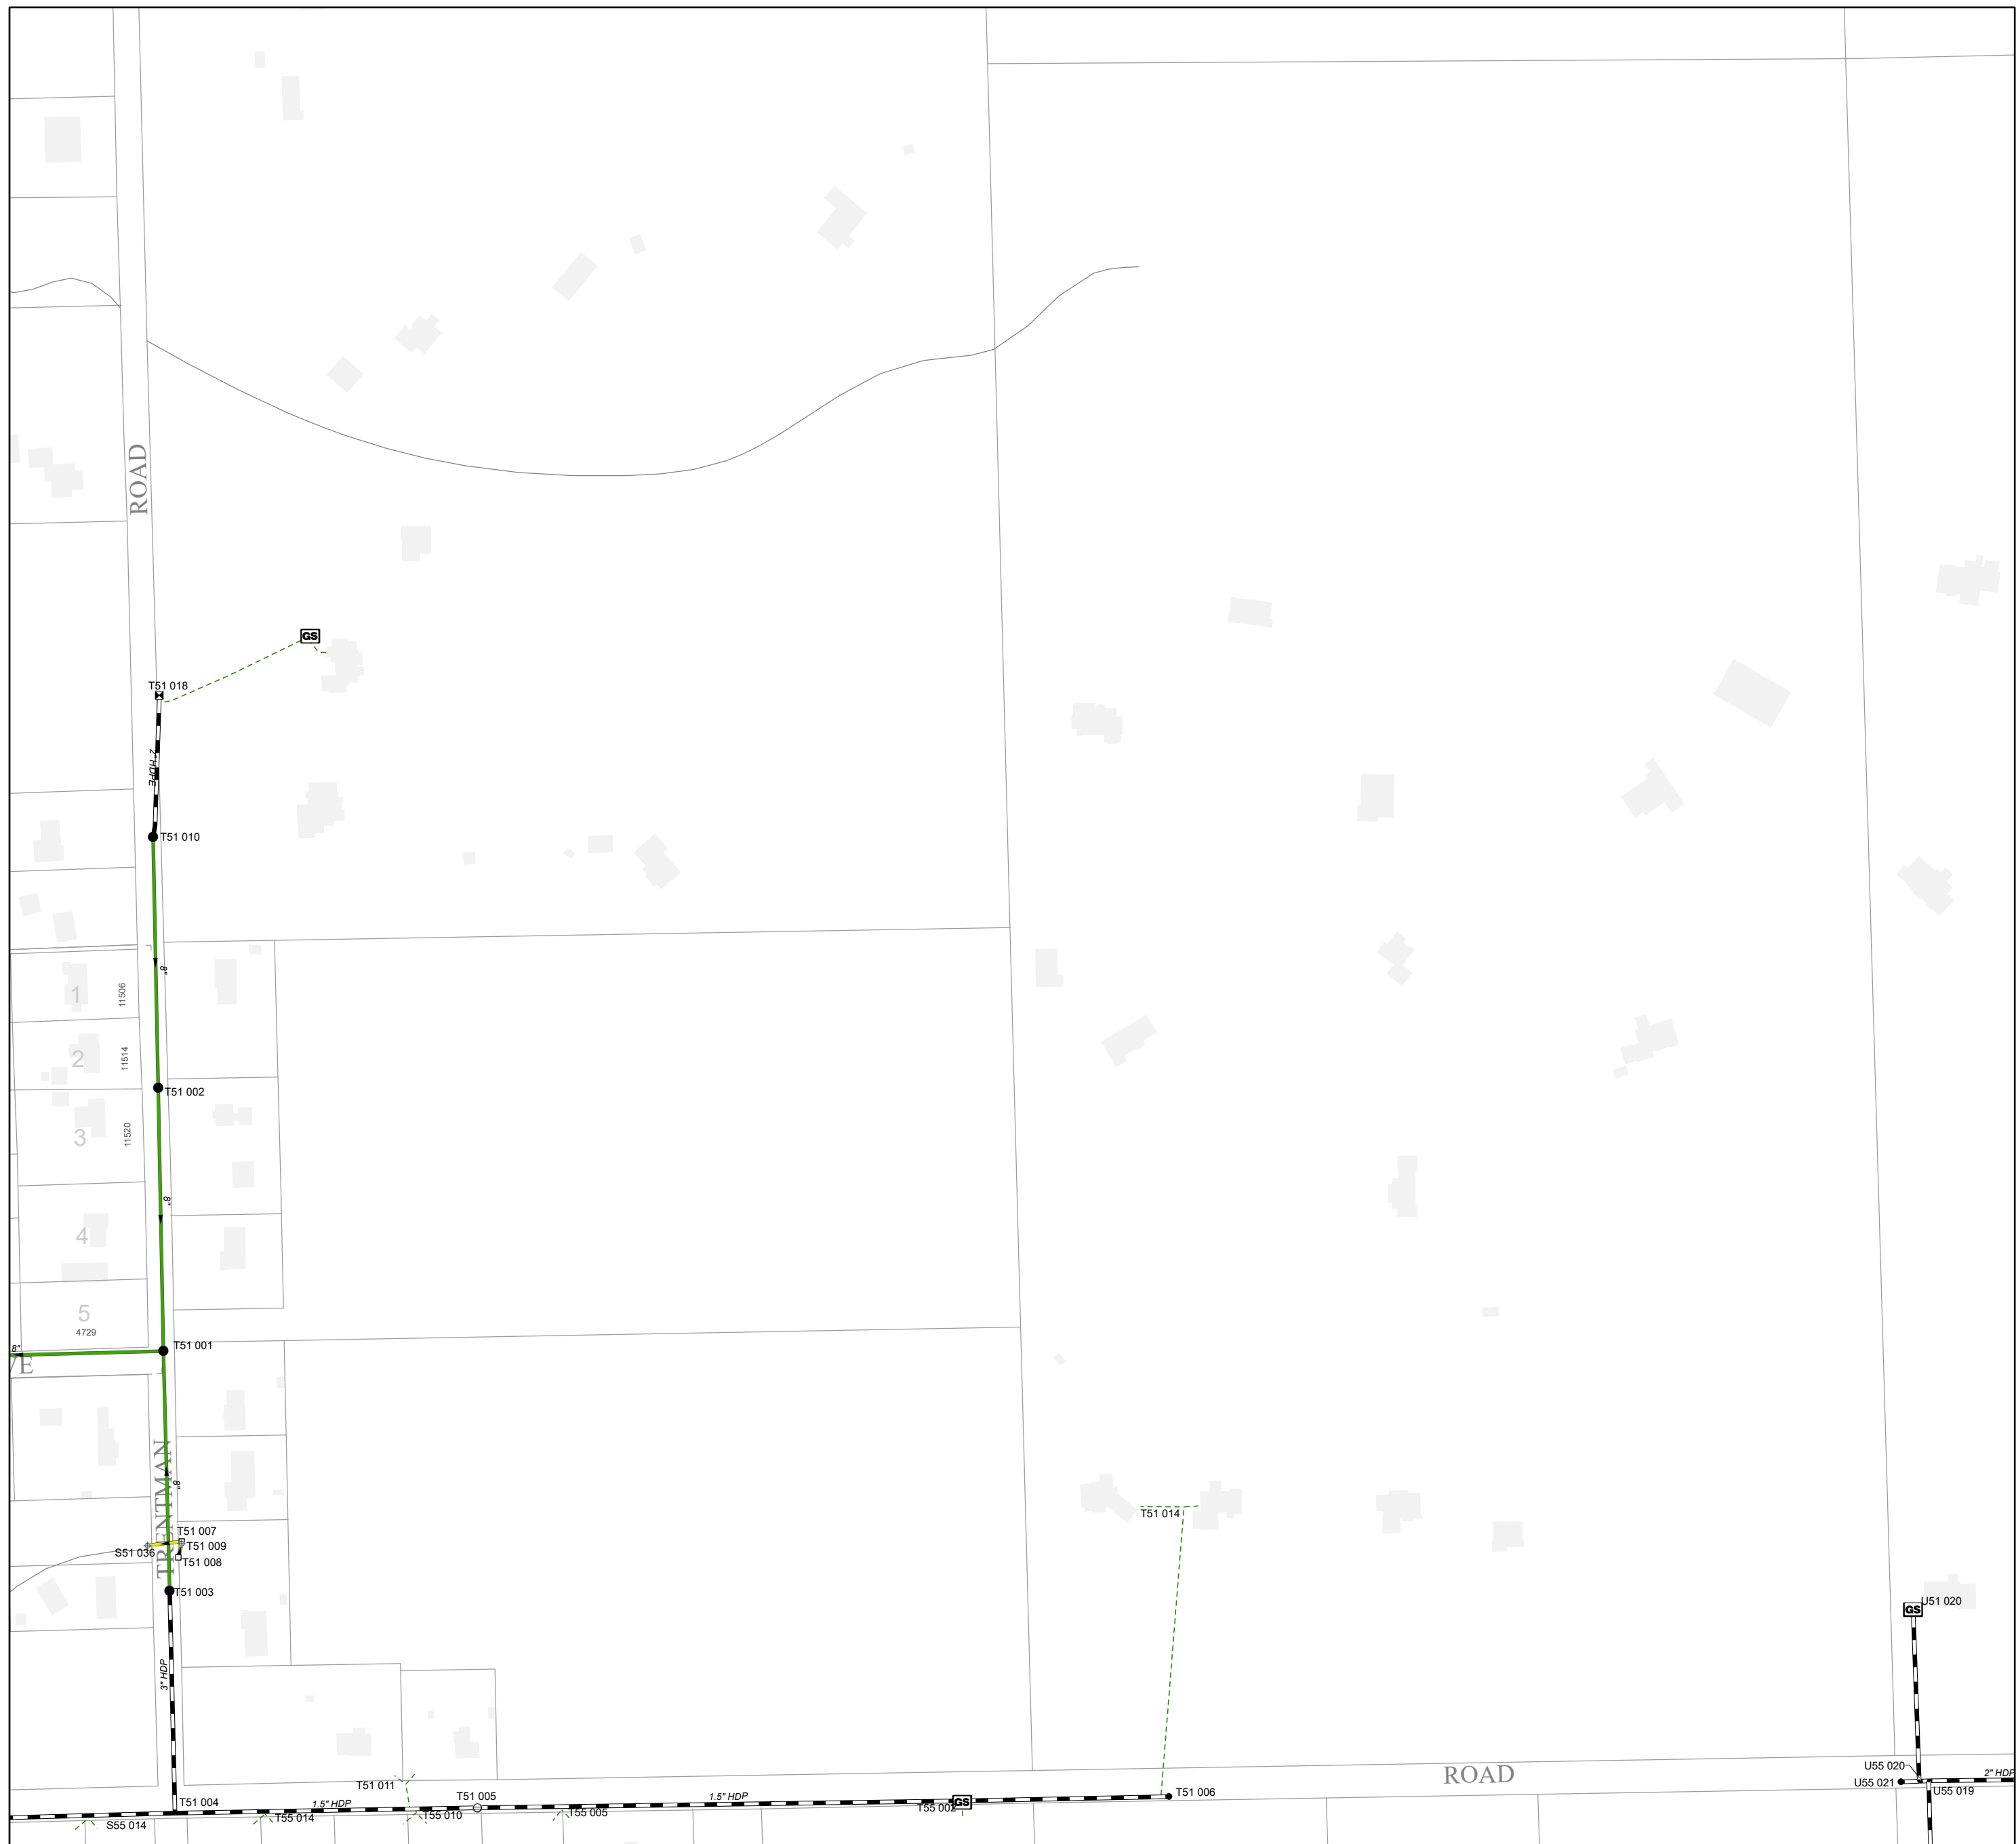 ROAD
GS
T51 018
2" HDPE
T51 010
8"
1
11506
2
11514
T51 002
3
11520
8"
4
5
4729
T51 001
8"
E
TRENTMAN
8"
T51 007
T51 009
S51 036
T51 008
T51 003
T51 014
GS
U51 020
3" HDP
U55 020
ROAD
2" HDP
T51 011
U55 021
U55 019
T51 006
T51 005
1.5" HDP
T51 004
1.5" HDP
GS
T55 002
T55 014
T55 010
T55 005
S55 014